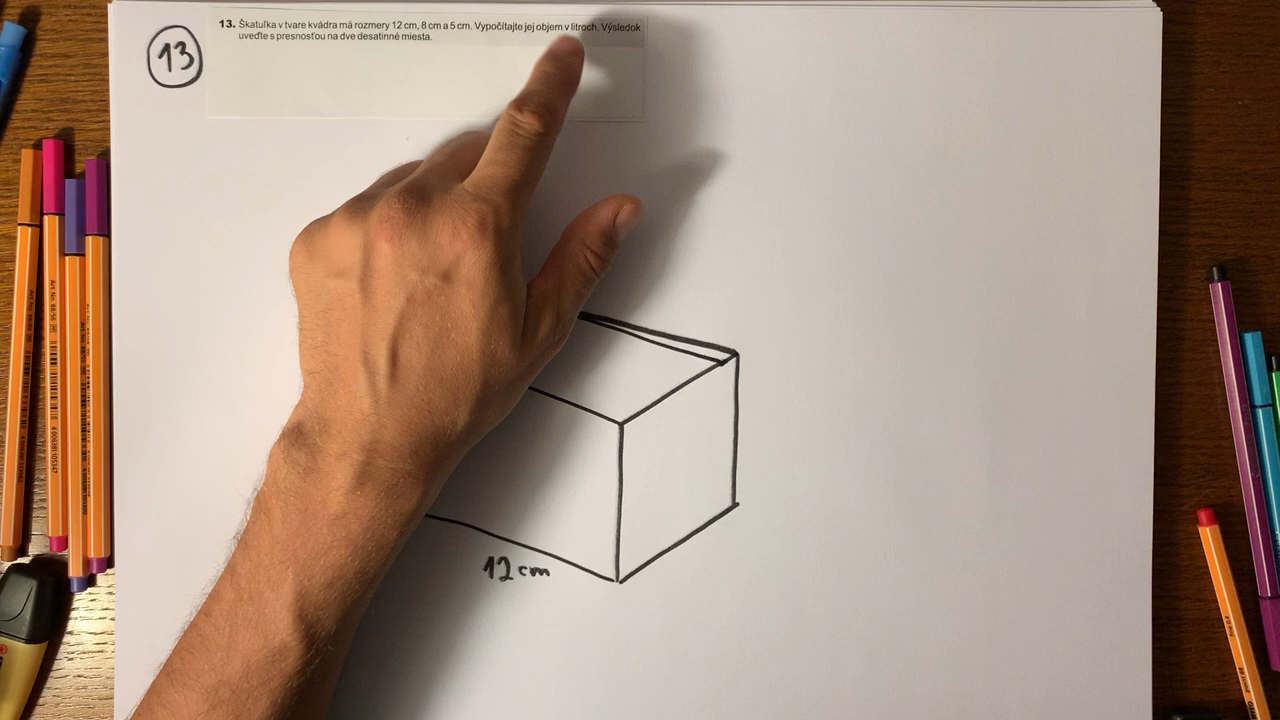 13
13. Škatuľka v tvare kvádra má rozmery 12 cm, 8 cm a 5 cm. Vypočítajte jej objem v litroch. Výsledok
uveďte s presnosťou na dve desatinné miesta.
12 cm